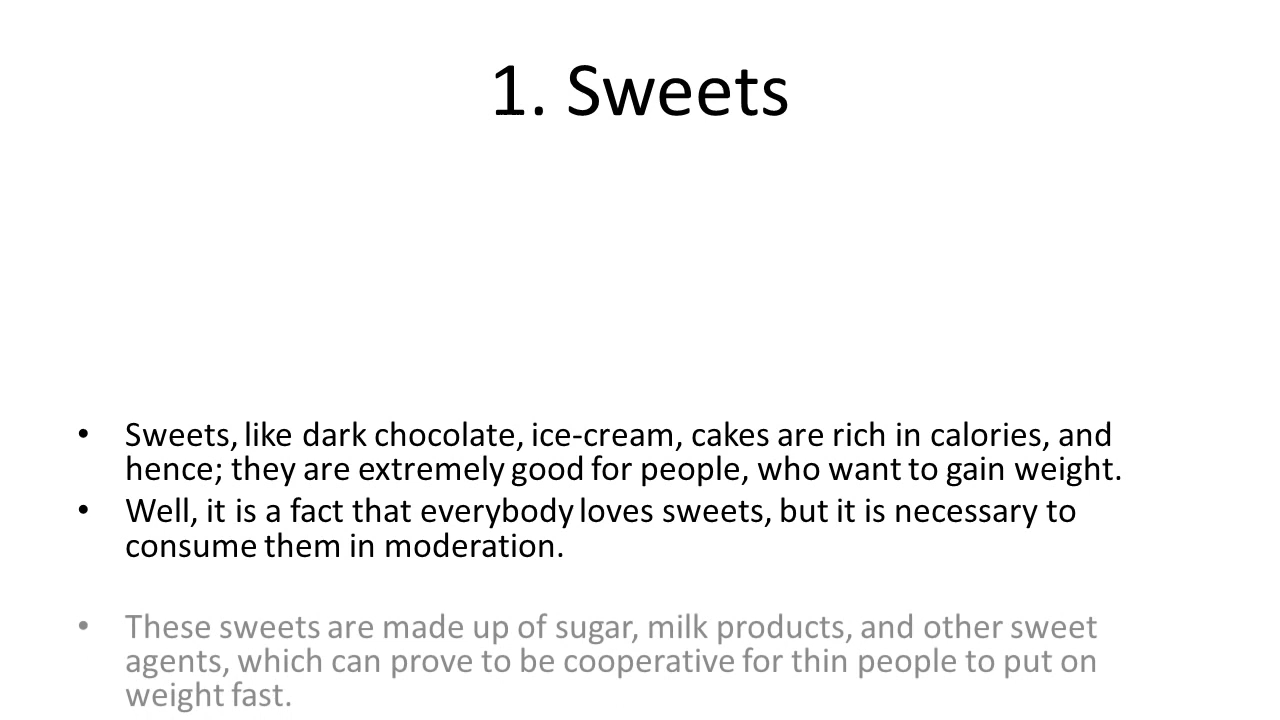 1. Sweets
• Sweets, like dark chocolate, ice-cream, cakes are rich in calories, and
hence; they are extremely good for people, who want to gain weight.
• Well, it is a fact that everybody loves sweets, but it is necessary to
consume them in moderation.
• These sweets are made up of sugar, milk products, and other sweet
agents, which can prove to be cooperative for thin people to put on
weight fast.